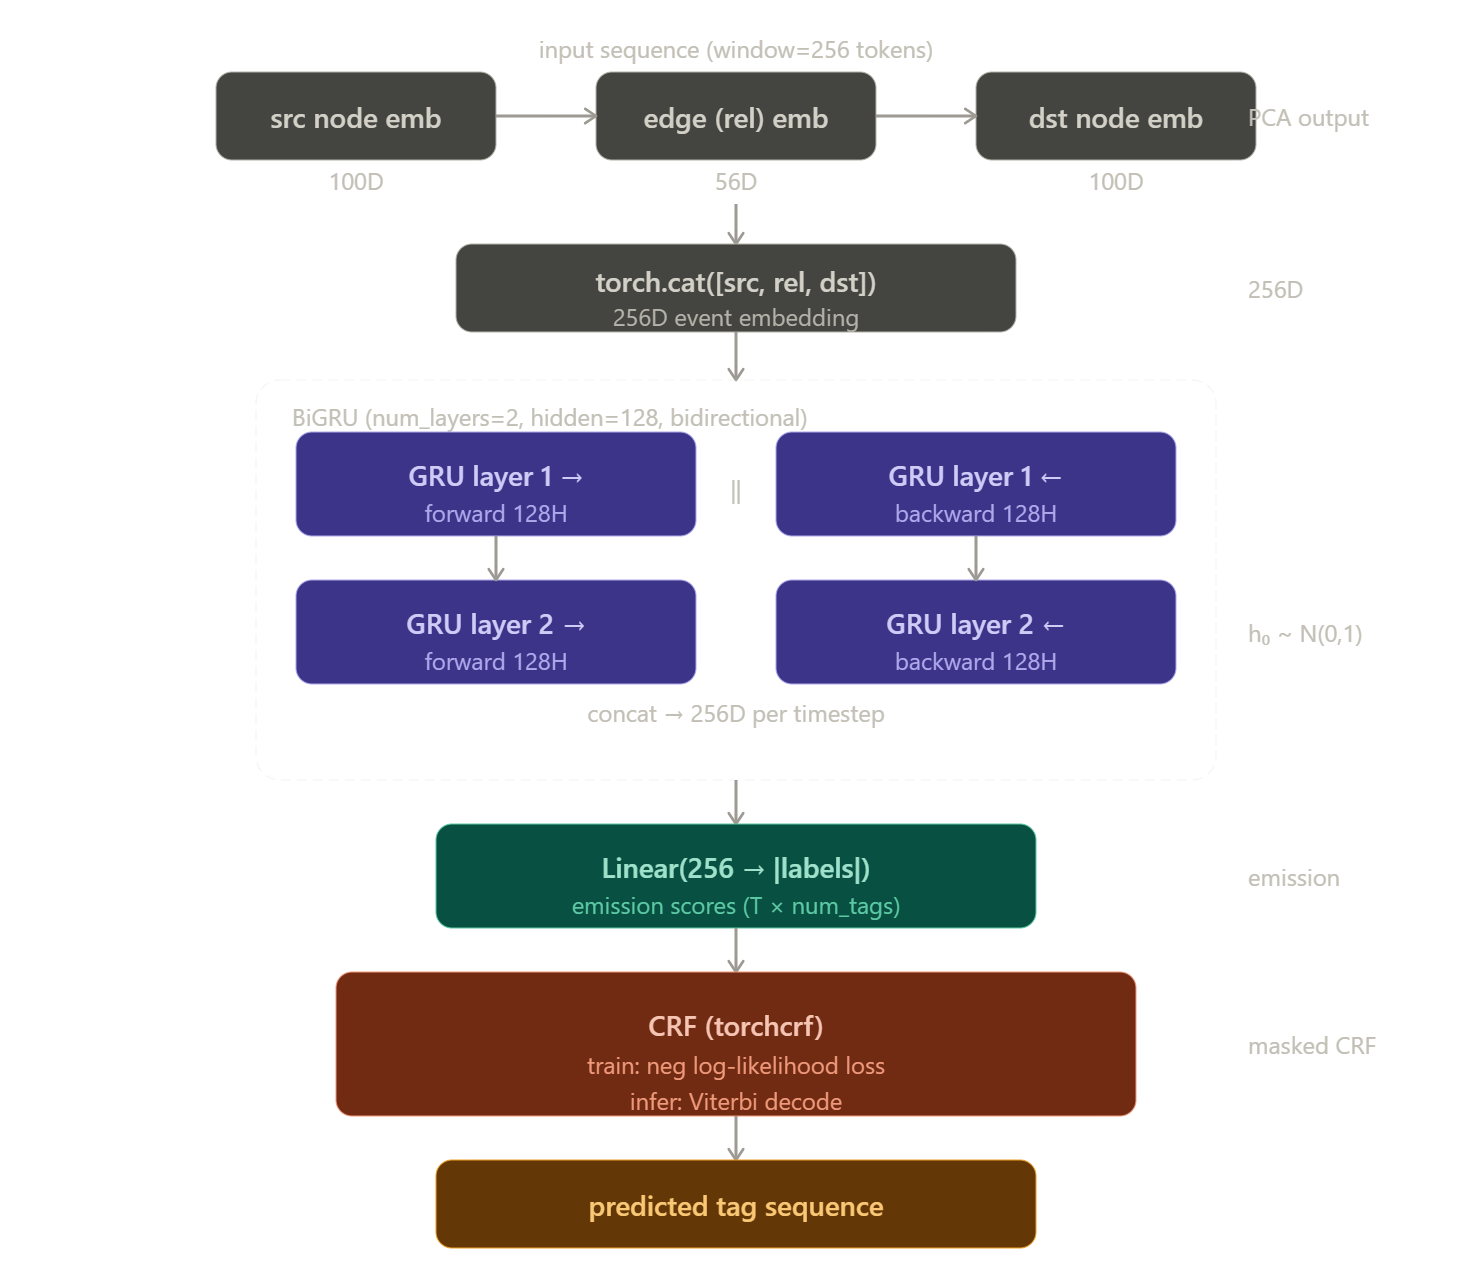 input sequence (window=256 tokens)
src node emb
edge (rel) emb
dst node emb
PCA output
100D
56D
100D
torch.cat([src, rel, dst])
256D event embedding
256D
BiGRU (num_layers=2, hidden=128, bidirectional)
GRU layer 1 →
forward 128H
||
GRU layer 1 ←
backward 128H
GRU layer 2 →
forward 128H
GRU layer 2 ←
backward 128H
h₀ ~ N(0,1)
concat → 256D per timestep
Linear(256 → |labels|)
emission scores (T × num_tags)
emission
CRF (torchcrf)
train: neg log-likelihood loss
infer: Viterbi decode
masked CRF
predicted tag sequence